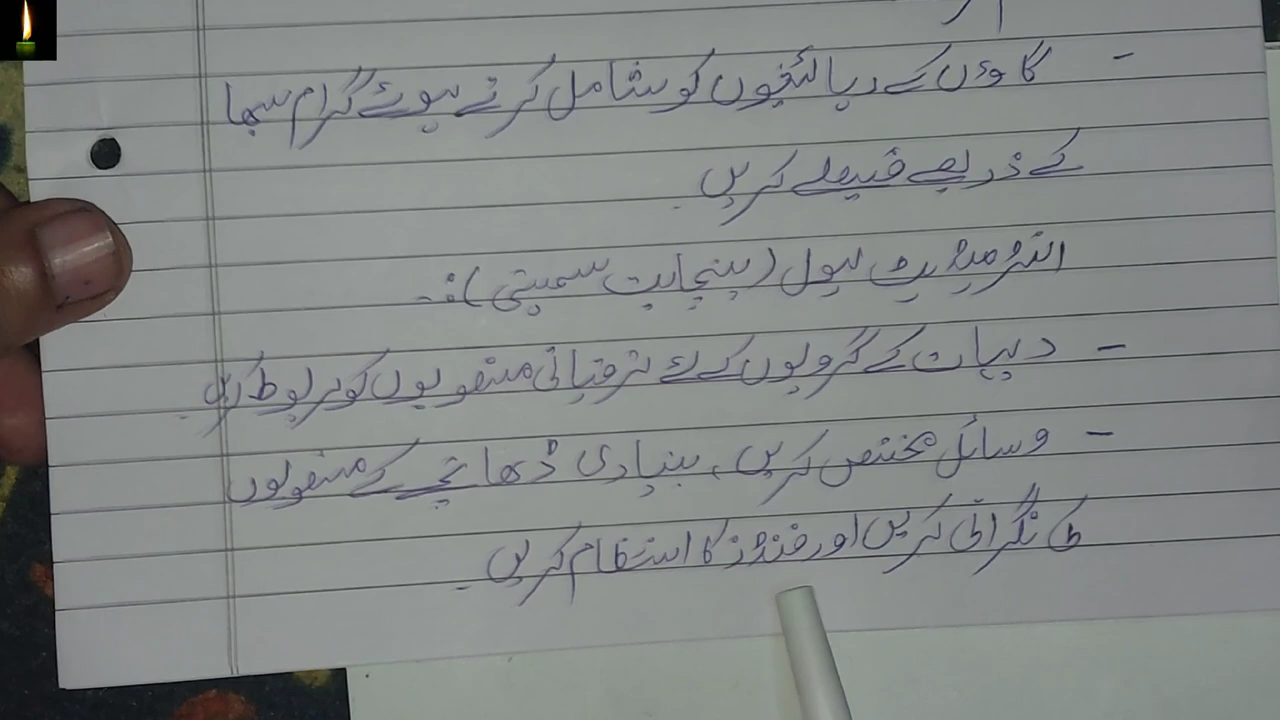 - گاؤں کے رہائشیوں کو شامل کرتے ہوئے گرام سبھا
کے ذریعے فیصلے کریں۔
انٹرمیڈیٹ لیول (پنچایت سمیتی):-
- دیہات کے گروپوں کے لئے ترقیاتی منصوبوں کو مربوط کریں۔
- وسائل مختص کریں، بنیادی ڈھانچے کے منصوبوں
کی نگرانی کریں اور فنڈز کا انتظام کریں۔